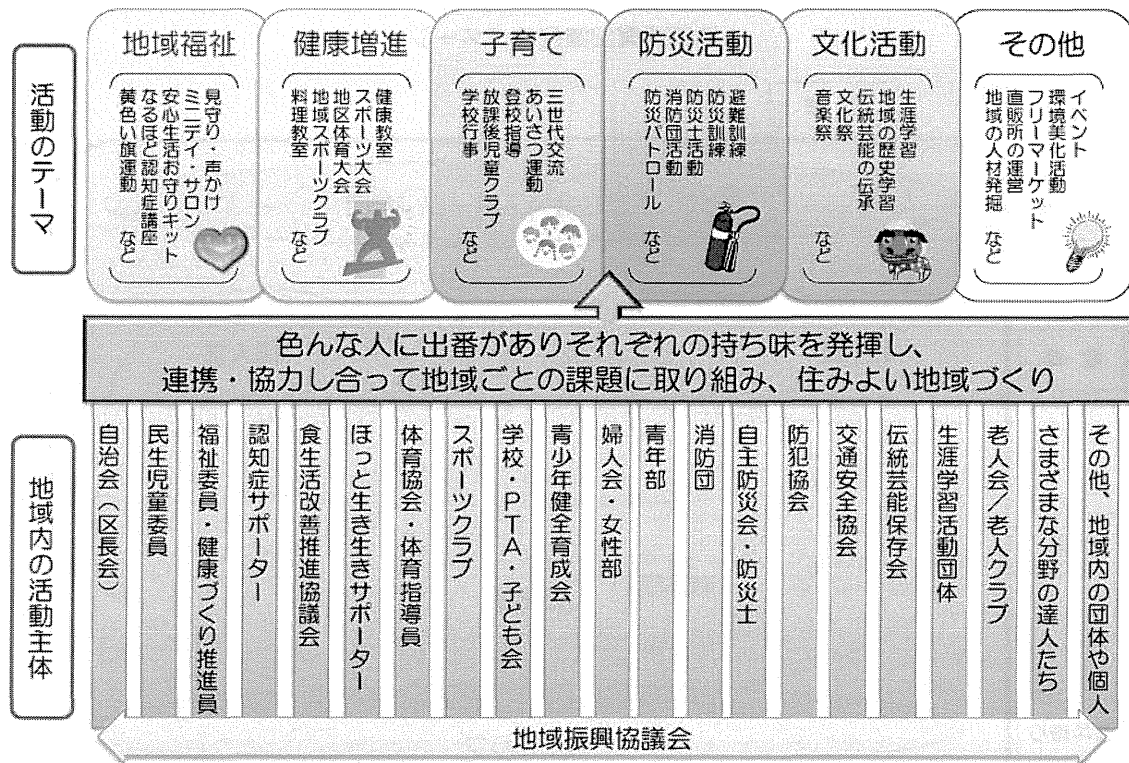 活動のテーマ
地域福祉
見守り・声かけ
ミニデイ・サロン
安心生活お守りキット
なるほど認知症講座
黄色い旗運動
など
健康増進
健康教室
スポーツ大会
地区体育大会
地域スポーツクラブ
料理教室
など
子育て
三世代交流
あいさつ運動
登校指導
放課後児童クラブ
学校行事
など
防災活動
避難訓練
防災訓練
防災士活動
消防団活動
防災パトロール
など
文化活動
生涯学習
地域の歴史学習
伝統芸能の伝承
文化祭
音楽祭
など
その他
イベント
環境美化活動
フリーマーケット
直販所の運営
地域の人材発掘
など
色んな人に出番がありそれぞれの持ち味を発揮し、
連携・協力し合って地域ごとの課題に取り組み、住みよい地域づくり
地域内の活動主体
自治会(区長会)
民生児童委員
福祉委員・健康づくり推進員
認知症サポーター
食生活改善推進協議会
ほっと生き生きサポーター
体育協会・体育指導員
スポーツクラブ
学校・PTA・子ども会
青少年健全育成会
婦人会・女性部
青年部
消防団
自主防災会・防災士
防犯協会
交通安全協会
伝統芸能保存会
生涯学習活動団体
老人会/老人クラブ
さまざまな分野の達人たち
その他、地域内の団体や個人
地域振興協議会